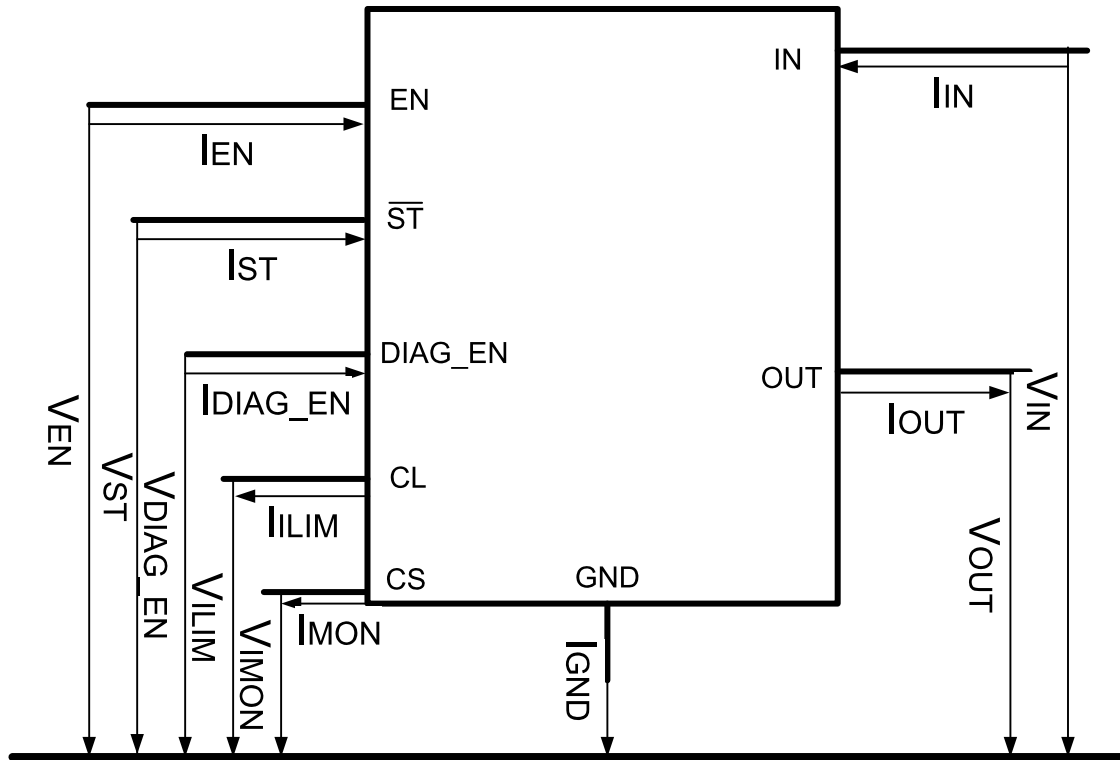 IN
IIN
EN
IEN
S̅T̅
IST
DIAG_EN
IDIAG_EN
OUT
IOUT
CL
IILIM
CS
IMON
GND
IGND
VEN
VST
VDIAG_EN
VILIM
VIMON
VOUT
VIN